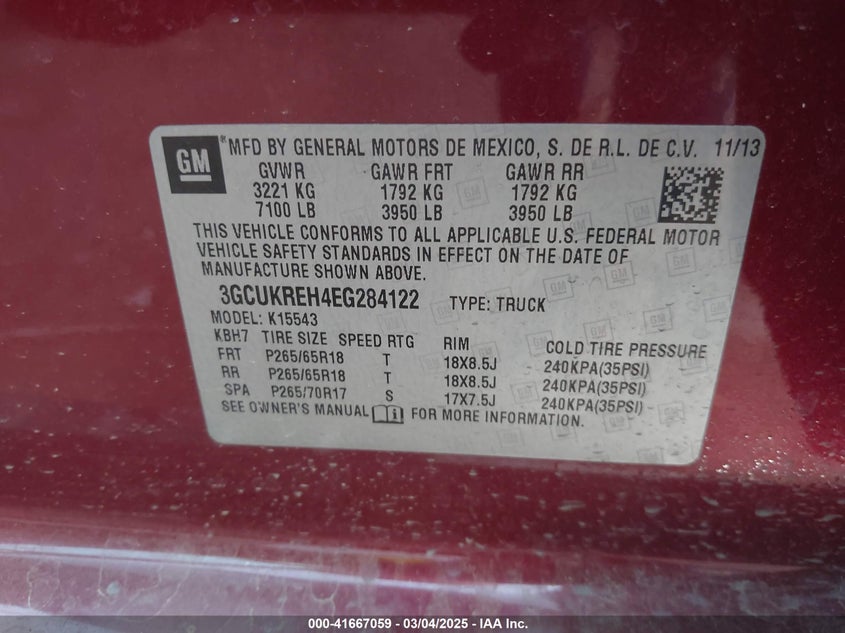 GM
® MFD BY GENERAL MOTORS DE MEXICO, S. DE R.L. DE C.V. 11/13
GVWR GAWR FRT GAWR RR
3221 KG 1792 KG 1792 KG
7100 LB 3950 LB 3950 LB
THIS VEHICLE CONFORMS TO ALL APPLICABLE U.S. FEDERAL MOTOR
VEHICLE SAFETY STANDARDS IN EFFECT ON THE DATE OF
MANUFACTURE SHOWN ABOVE.
3GCUKREH4EG284122 TYPE: TRUCK
MODEL: K15543
KBH7 TIRE SIZE SPEED RTG RIM COLD TIRE PRESSURE
FRT P265/65R18 T 18X8.5J 240KPA(35PSI)
RR P265/65R18 T 18X8.5J 240KPA(35PSI)
SPA P265/70R17 S 17X7.5J 240KPA(35PSI)
SEE OWNER'S MANUAL FOR MORE INFORMATION.
000-41667059 - 03/04/2025 - IAA Inc.